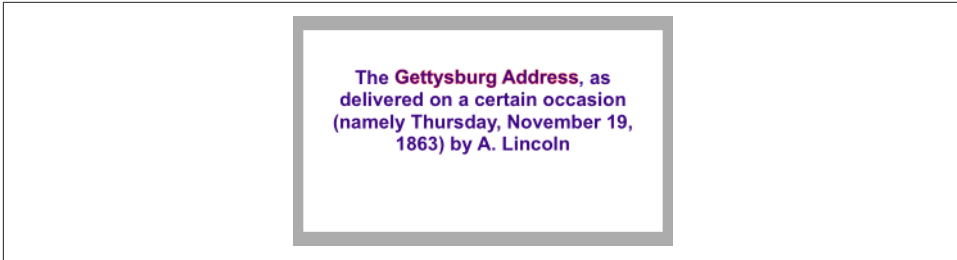 The Gettysburg Address, as
delivered on a certain occasion
(namely Thursday, November 19,
1863) by A. Lincoln